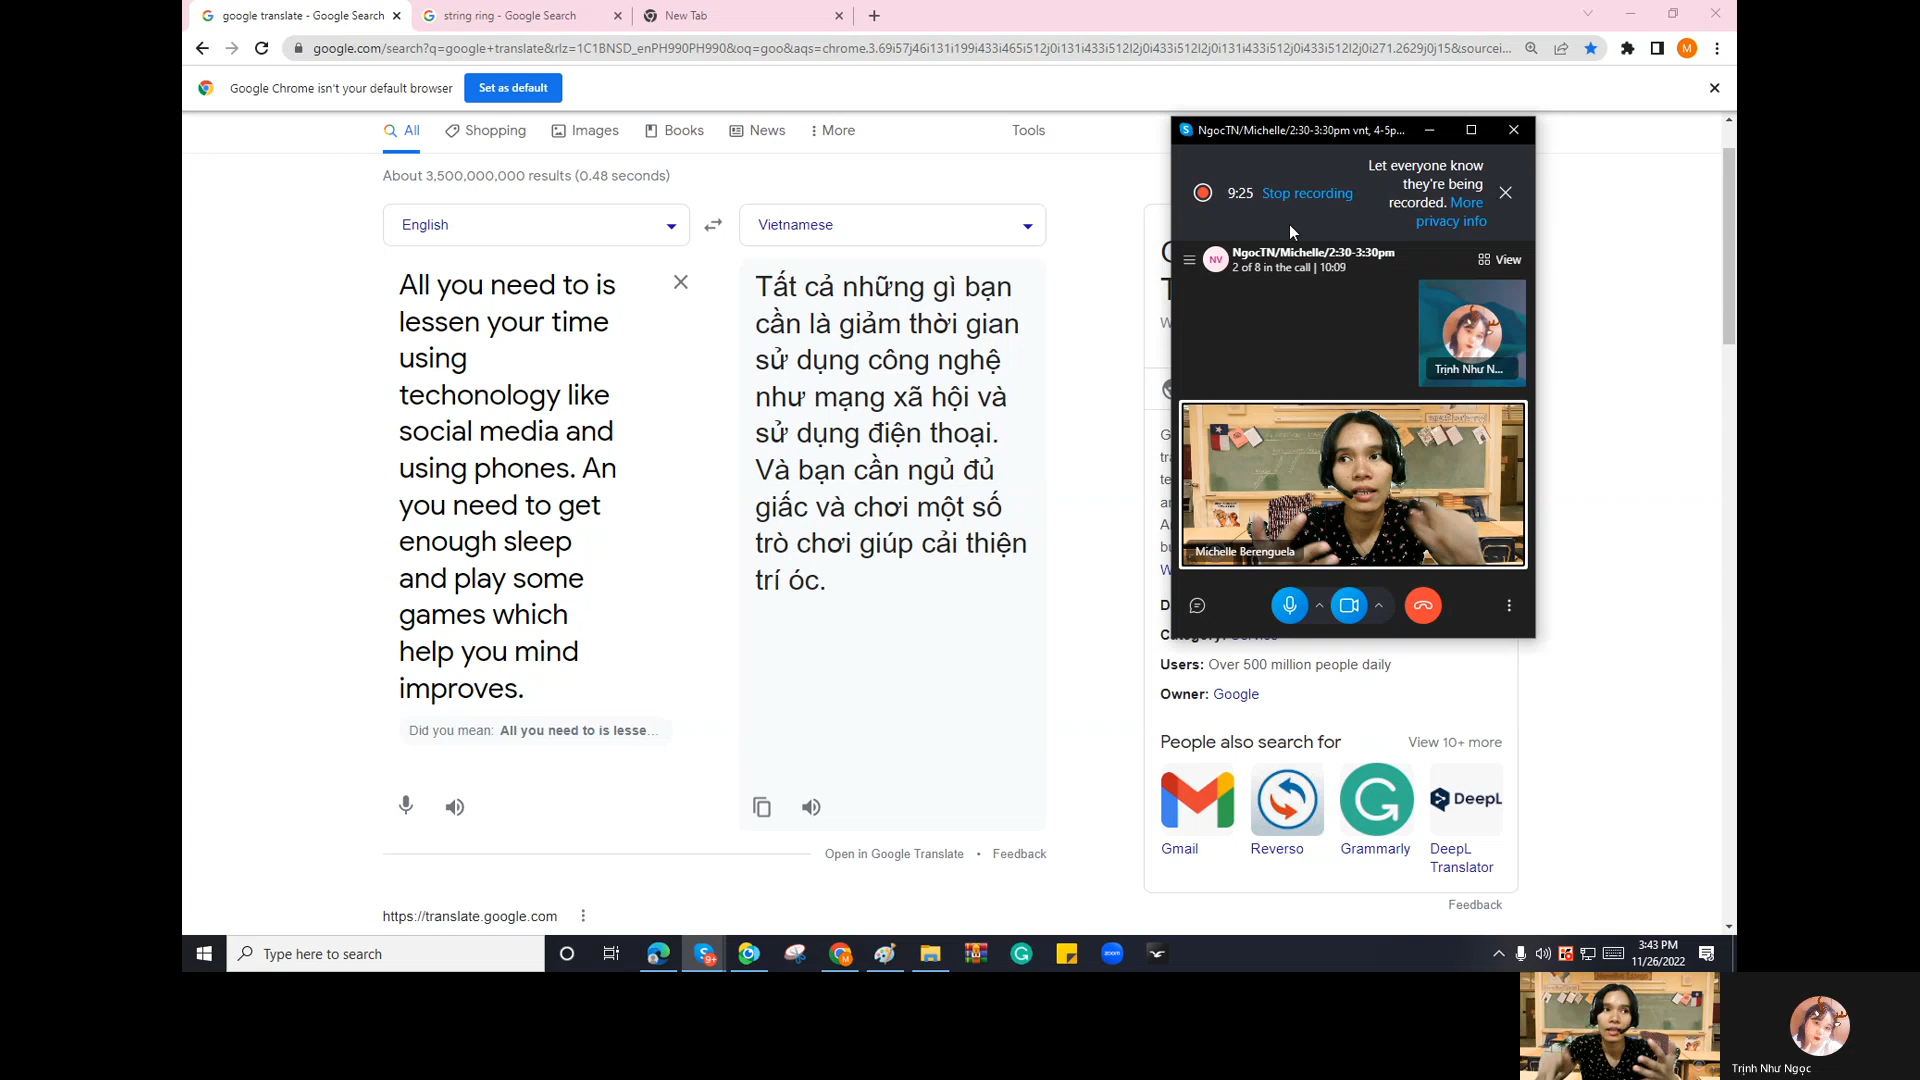 google translate - Google Search
string ring - Google Search
New Tab
google.com/search?q=google+translate&rlz=1C1BNSD_enPH990PH990&oq=goo&aqs=chrome.3.69i57j46i131i199i433i465i512j0i131i433i512l2j0i433i512l2j0i131i433i512j0i433i512l2j0i271.2629j0j15&sourcei...
M
Google Chrome isn't your default browser
Set as default
All
Shopping
Images
Books
News
More
Tools
About 3,500,000,000 results (0.48 seconds)
English
Vietnamese
All you need to is
lessen your time
using
techonology like
social media and
using phones. An
you need to get
enough sleep
and play some
games which
help you mind
improves.
Did you mean: All you need to is lesse...
Tất cả những gì bạn
cần là giảm thời gian
sử dụng công nghệ
như mạng xã hội và
sử dụng điện thoại.
Và bạn cần ngủ đủ
giấc và chơi một số
trò chơi giúp cải thiện
trí óc.
Open in Google Translate • Feedback
https://translate.google.com
NgocTN/Michelle/2:30-3:30pm vnt, 4-5p...
9:25 Stop recording
Let everyone know
they're being
recorded. More
privacy info
NV
NgocTN/Michelle/2:30-3:30pm
2 of 8 in the call | 10:09
View
Trịnh Như N...
Michelle Berenguela
Users: Over 500 million people daily
Owner: Google
People also search for
View 10+ more
Gmail
Reverso
Grammarly
DeepL
DeepL
Translator
Feedback
Type here to search
9+
zoom
3:43 PM
11/26/2022
Trịnh Như Ngọc